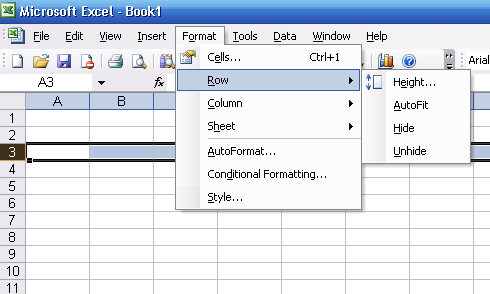 Microsoft Excel - Book1
File Edit View Insert Format Tools Data Window Help
Arial
A3
Cells... Ctrl+1
Row
Column
Sheet
AutoFormat...
Conditional Formatting...
Style...
Height...
AutoFit
Hide
Unhide
A B
1
2
3
4
5
6
7
8
9
10
11